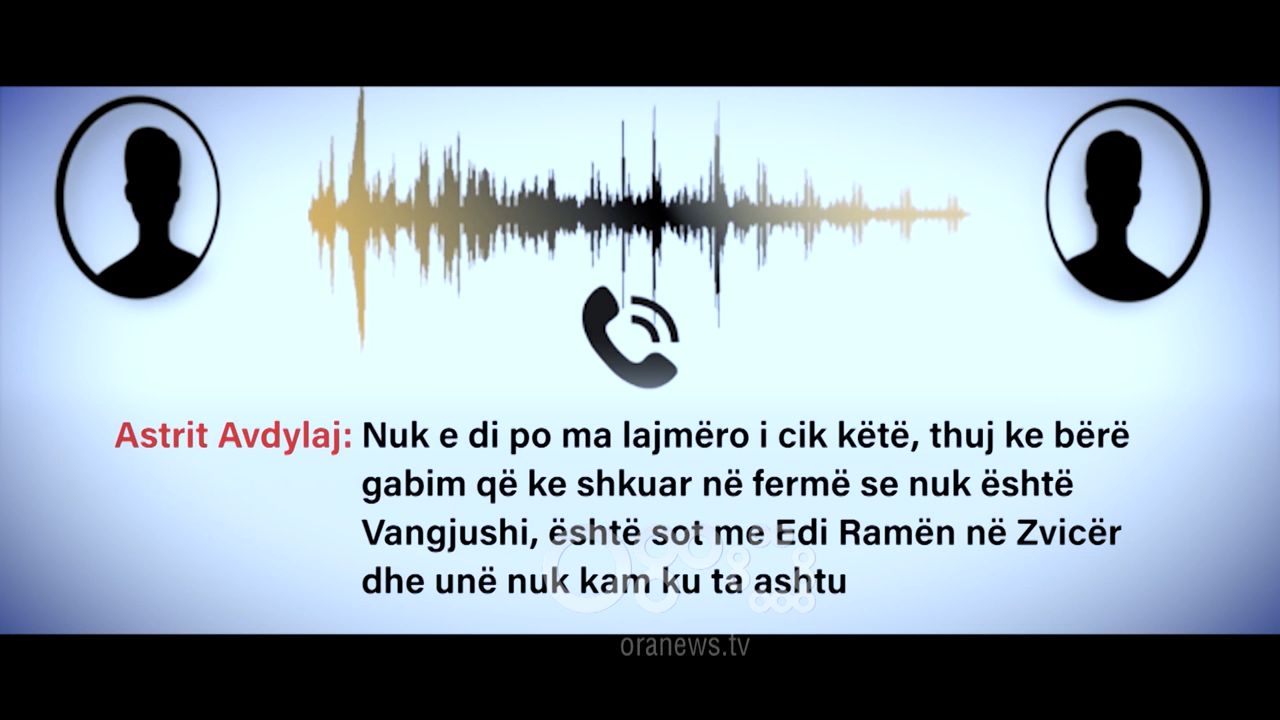 Astrit Avdylaj: Nuk e di po ma lajmëro i cik këtë, thuj ke bërë
gabim që ke shkuar në fermë se nuk është
Vangjushi, është sot me Edi Ramën në Zvicër
dhe unë nuk kam ku ta ashtu
oranews.tv